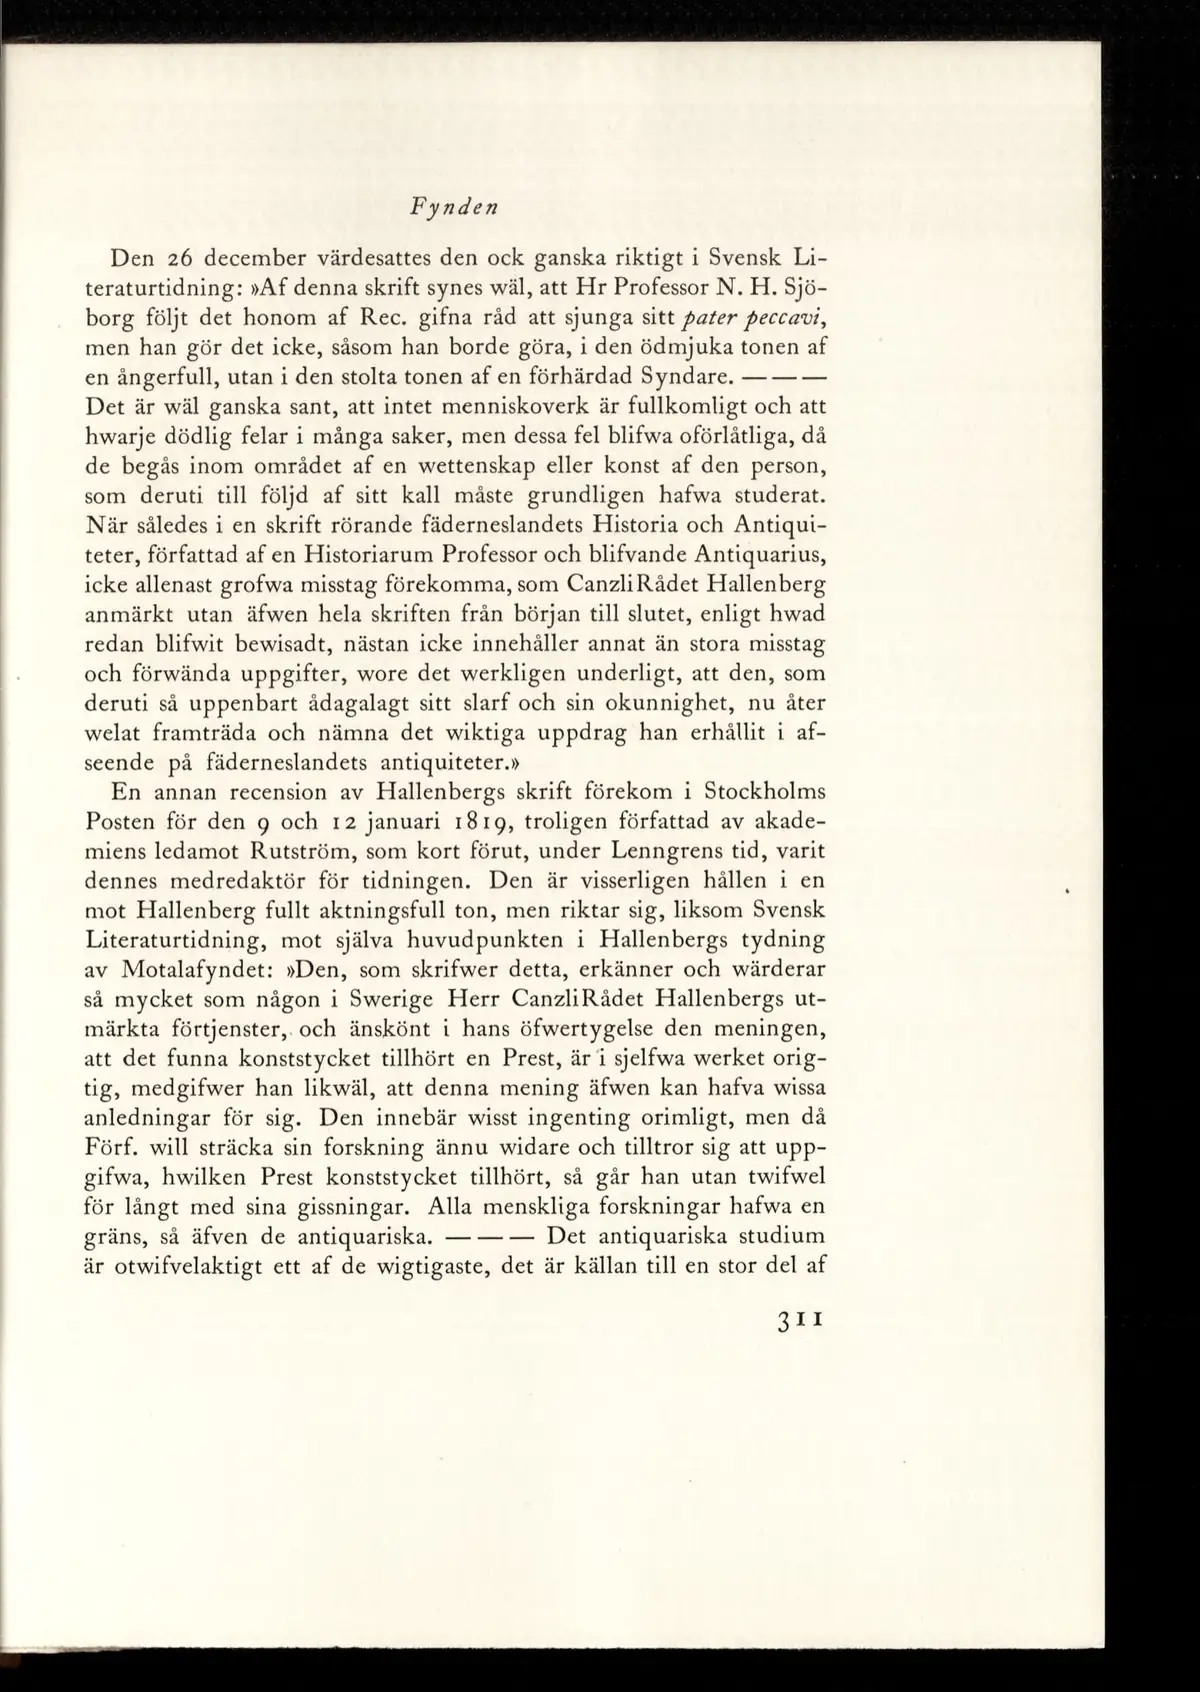 Fynden
Den 26 december värdesattes den ock ganska riktigt i Svensk Li-
teraturtidning: »Af denna skrift synes wäl, att Hr Professor N. H. Sjö-
borg följt det honom af Rec. gifna råd att sjunga sitt pater peccavi,
men han gör det icke, såsom han borde göra, i den ödmjuka tonen af
en ångerfull, utan i den stolta tonen af en förhärdad Syndare. — — —
Det är wäl ganska sant, att intet menniskoverk är fullkomligt och att
hwarje dödlig felar i många saker, men dessa fel blifwa oförlåtliga, då
de begås inom området af en wettenskap eller konst af den person,
som deruti till följd af sitt kall måste grundligen hafwa studerat.
När således i en skrift rörande fäderneslandets Historia och Antiqui-
teter, författad af en Historiarum Professor och blifvande Antiquarius,
icke allenast grofwa misstag förekomma, som CanzliRådet Hallenberg
anmärkt utan äfwen hela skriften från början till slutet, enligt hwad
redan blifwit bewisadt, nästan icke innehåller annat än stora misstag
och förwända uppgifter, wore det werkligen underligt, att den, som
deruti så uppenbart ådagalagt sitt slarf och sin okunnighet, nu åter
welat framträda och nämna det wiktiga uppdrag han erhållit i af-
seende på fäderneslandets antiquiteter.»
En annan recension av Hallenbergs skrift förekom i Stockholms
Posten för den 9 och 12 januari 1819, troligen författad av akade-
miens ledamot Rutström, som kort förut, under Lenngrens tid, varit
dennes medredaktör för tidningen. Den är visserligen hållen i en
mot Hallenberg fullt aktningsfull ton, men riktar sig, liksom Svensk
Literaturtidning, mot själva huvudpunkten i Hallenbergs tydning
av Motalafyndet: »Den, som skrifwer detta, erkänner och wärderar
så mycket som någon i Swerige Herr CanzliRådet Hallenbergs ut-
märkta förtjenster, och änskönt i hans öfwertygelse den meningen,
att det funna konststycket tillhört en Prest, är i sjelfwa werket orig-
tig, medgifwer han likwäl, att denna mening äfwen kan hafva wissa
anledningar för sig. Den innebär wisst ingenting orimligt, men då
Förf. will sträcka sin forskning ännu widare och tilltror sig att upp-
gifwa, hwilken Prest konststycket tillhört, så går han utan twifwel
för långt med sina gissningar. Alla menskliga forskningar hafwa en
gräns, så äfven de antiquariska. — — — Det antiquariska studium
är otwifvelaktigt ett af de wigtigaste, det är källan till en stor del af
311